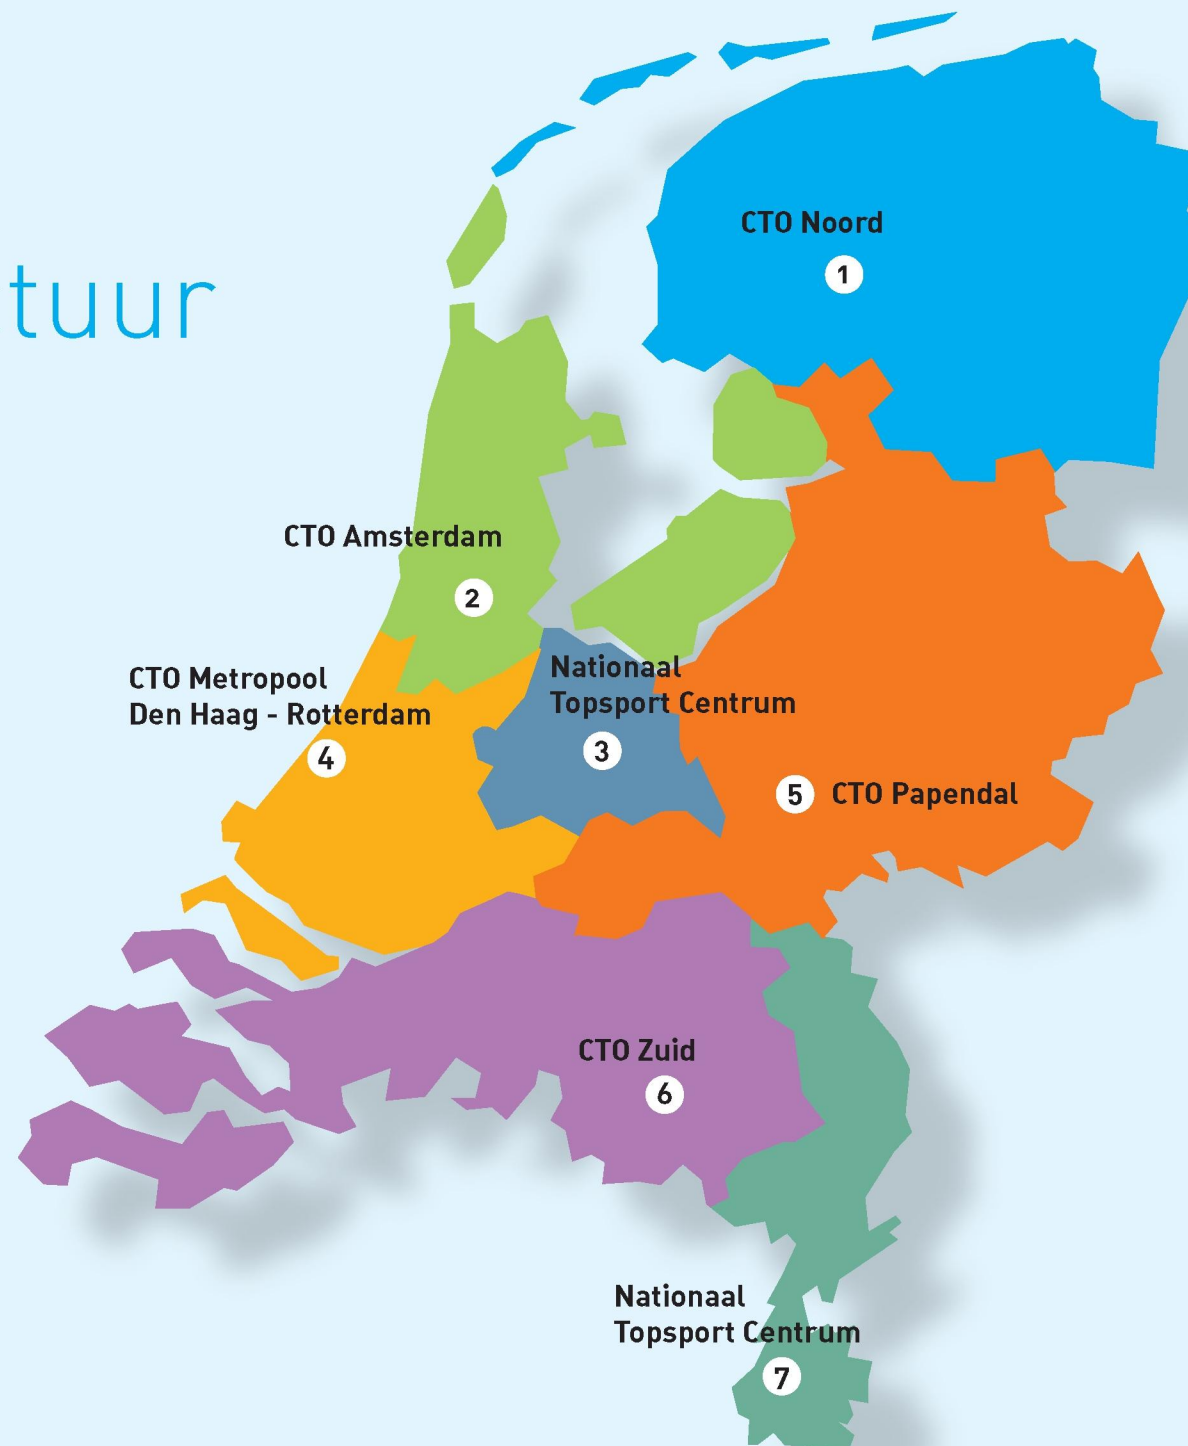 tuur
CTO Noord
1
CTO Amsterdam
2
CTO Metropool
Den Haag - Rotterdam
4
Nationaal
Topsport Centrum
3
5 CTO Papendal
CTO Zuid
6
Nationaal
Topsport Centrum
7